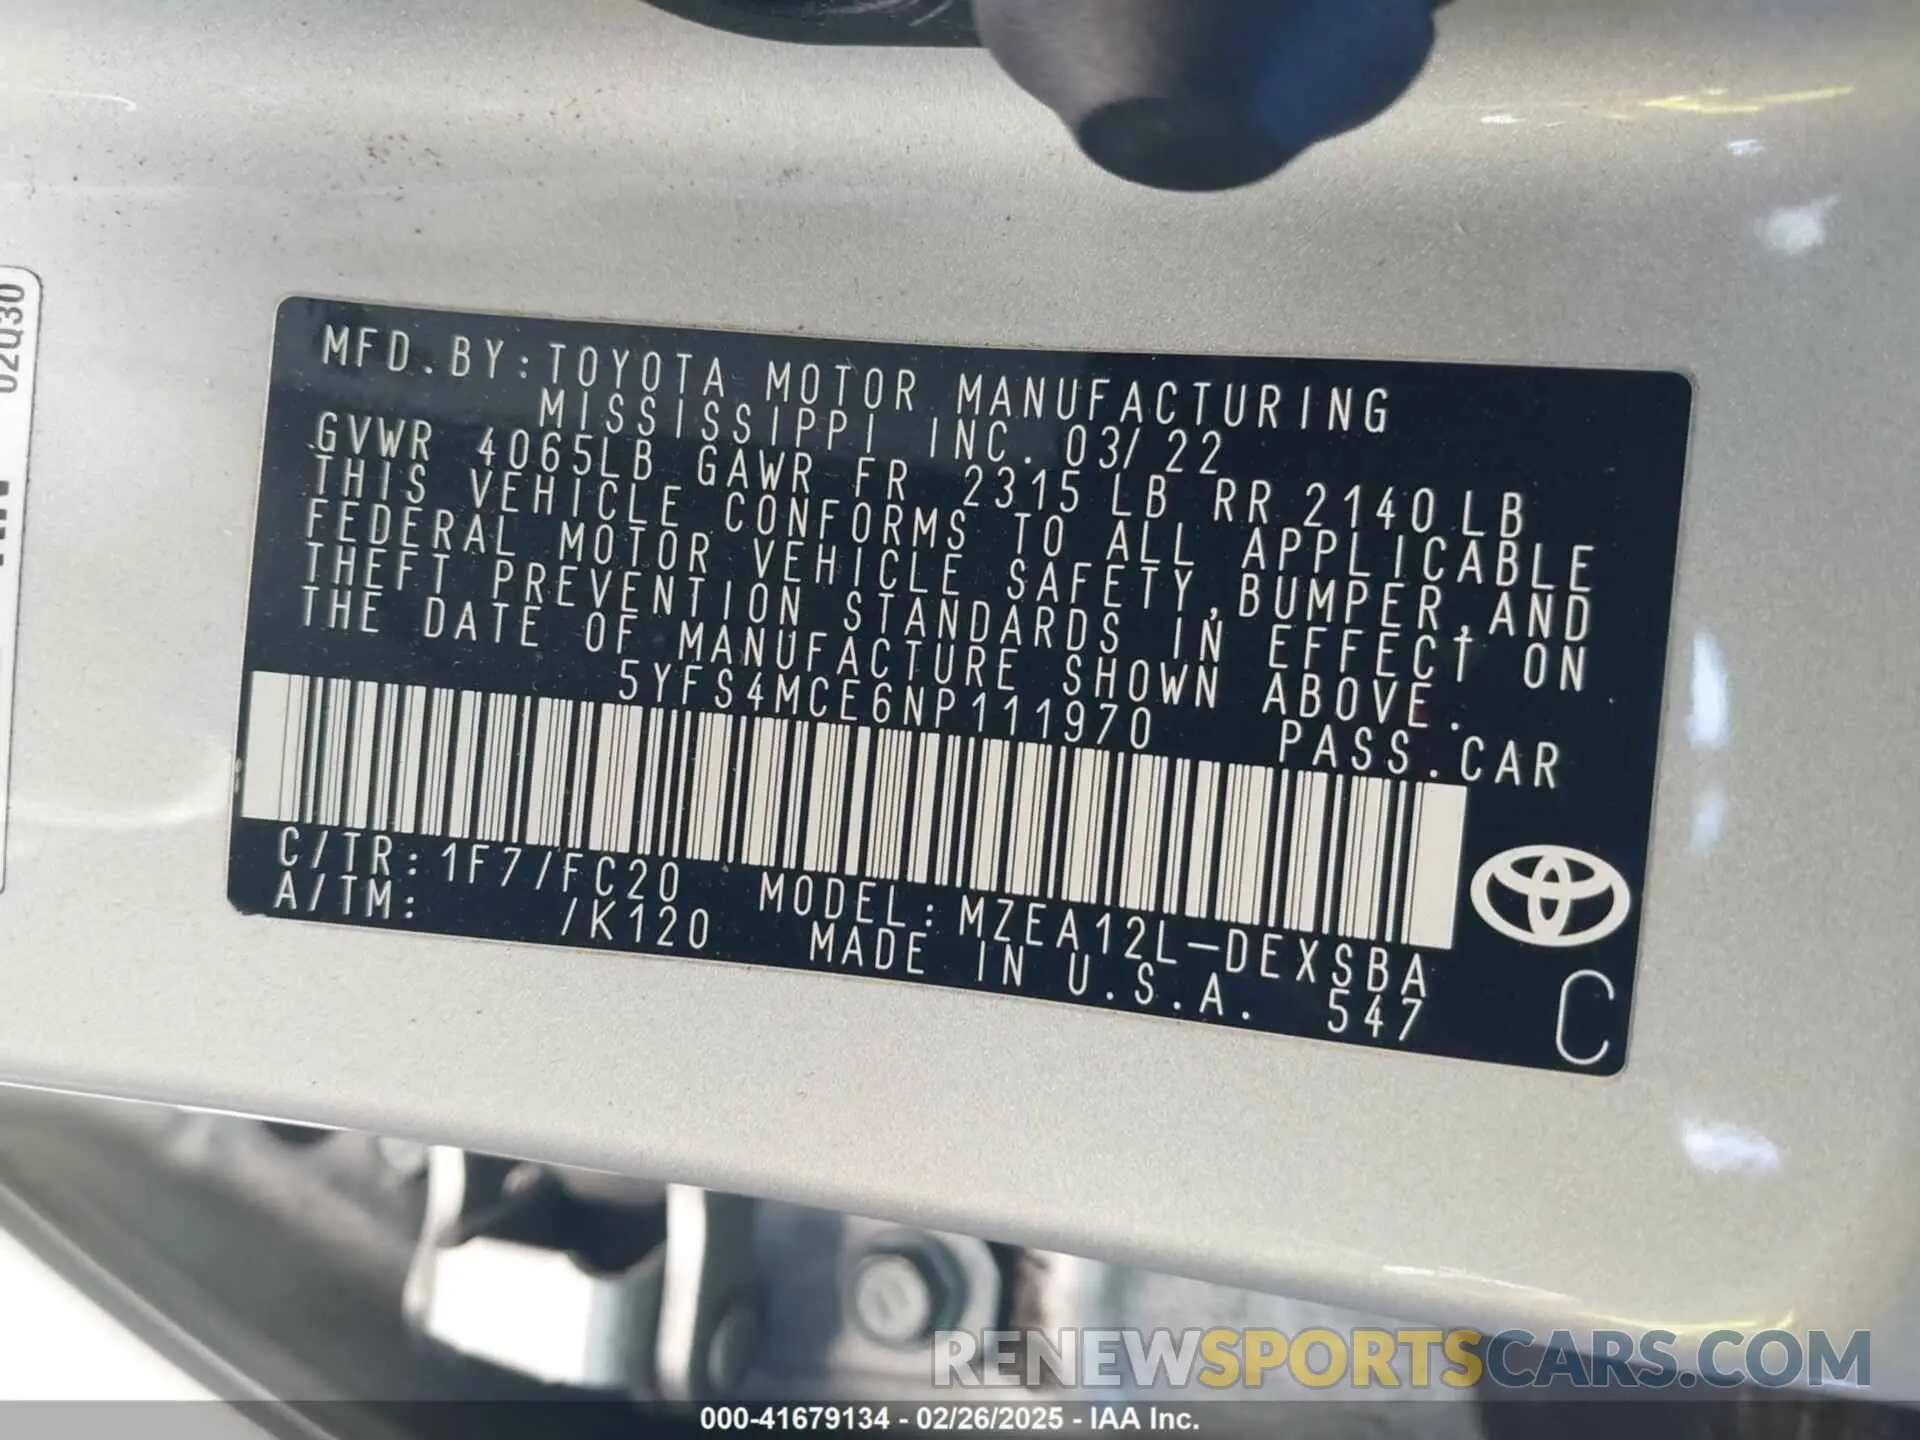 02Q30
MFD.BY:TOYOTA MOTOR MANUFACTURING
MISSISSIPPI INC. 03/22
GVWR 4065LB GAWR FR 2315LB RR 2140LB
THIS VEHICLE CONFORMS TO ALL APPLICABLE
FEDERAL MOTOR VEHICLE SAFETY,BUMPER,AND
THEFT PREVENTION STANDARDS IN EFFECT ON
THE DATE OF MANUFACTURE SHOWN ABOVE.
5YFS4MCE6NP111970 PASS.CAR
C/TR:1F7/FC20 MODEL:MZEA12L-DEXSBA
A/TM: /K120 MADE IN U.S.A. 547
C
RENEWSPORTSCARS.COM
000-41679134 - 02/26/2025 - IAA Inc.